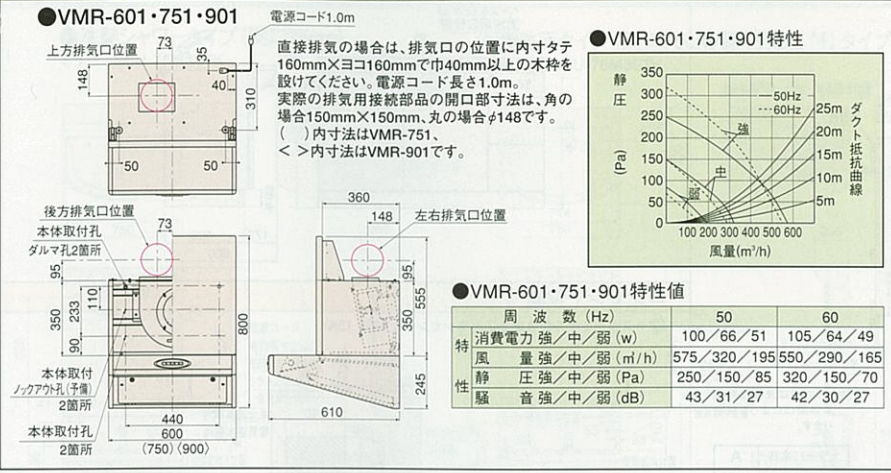 ●VMR-601・751・901
電源コード1.0m
上方排気口位置
73
35
148
40
310
50
50
直接排気の場合は、排気口の位置に内寸タテ
160mm×ヨコ160mmで巾40mm以上の木枠を
設けてください。電源コード長さ1.0m。
実際の排気用接続部品の開口部寸法は、角の
場合150mm×150mm、丸の場合φ148です。
(　)内寸法はVMR-751、
< >内寸法はVMR-901です。
後方排気口位置
73
本体取付孔
ダルマ孔2箇所
95
110
233
350
90
800
本体取付
ノックアウト孔(予備)
2箇所
本体取付孔
2箇所
440
600
(750)〈900〉
360
148
左右排気口位置
95
555
350
245
610
●VMR-601・751・901特性
静圧
(Pa)
350
300
250
200
150
100
50
0
50Hz
60Hz
強
中
弱
25m
20m
15m
10m
5m
ダクト抵抗曲線
100 200 300 400 500 600
風量(m³/h)
●VMR-601・751・901特性値
周波数(Hz) 50 60
特性
消費電力 強/中/弱(w) 100/66/51 105/64/49
風量 強/中/弱(㎥/h) 575/320/195 550/290/165
静圧 強/中/弱(Pa) 250/150/85 320/150/70
騒音 強/中/弱(dB) 43/31/27 42/30/27